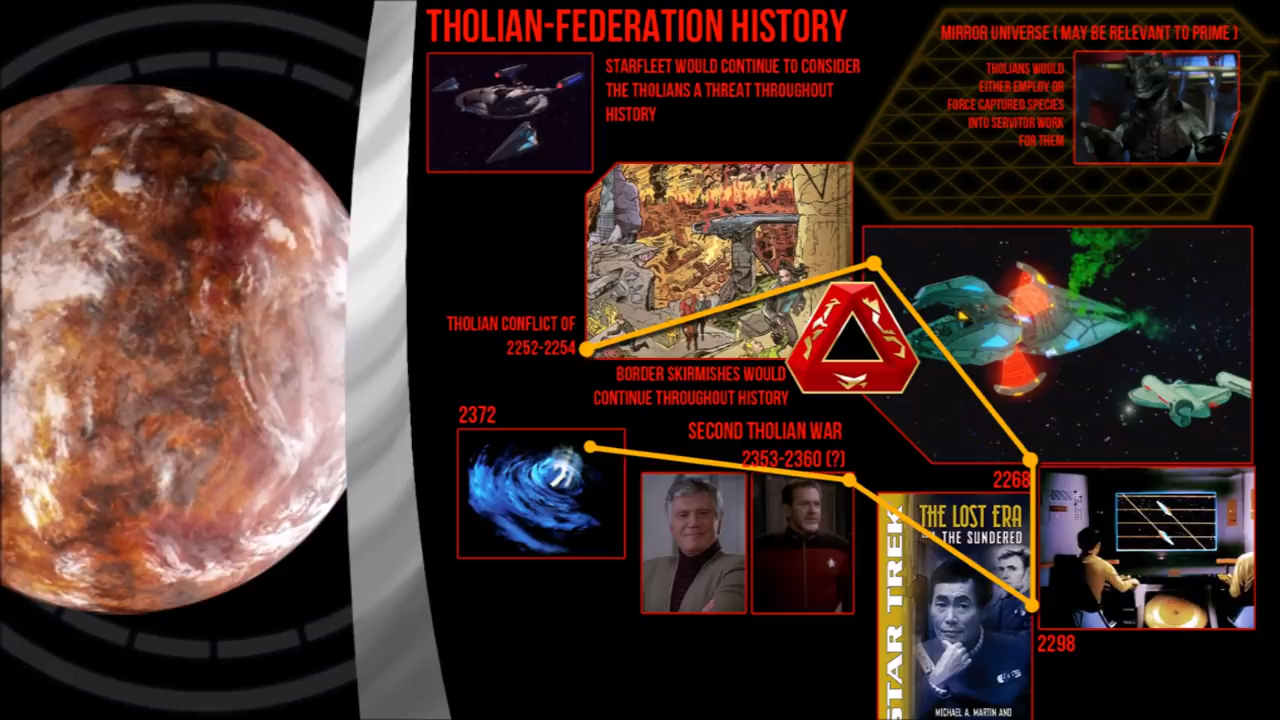 THOLIAN-FEDERATION HISTORY
STARFLEET WOULD CONTINUE TO CONSIDER
THE THOLIANS A THREAT THROUGHOUT
HISTORY
MIRROR UNIVERSE ( MAY BE RELEVANT TO PRIME )
THOLIANS WOULD
EITHER EMPLOY OR
FORCE CAPTURED SPECIES
INTO SERVITOR WORK
FOR THEM
THOLIAN CONFLICT OF
2252-2254
BORDER SKIRMISHES WOULD
CONTINUE THROUGHOUT HISTORY
2372
SECOND THOLIAN WAR
2353-2360 (?)
2268
STAR TREK
THE LOST ERA
THE SUNDERED
MICHAEL A. MARTIN AND
2298